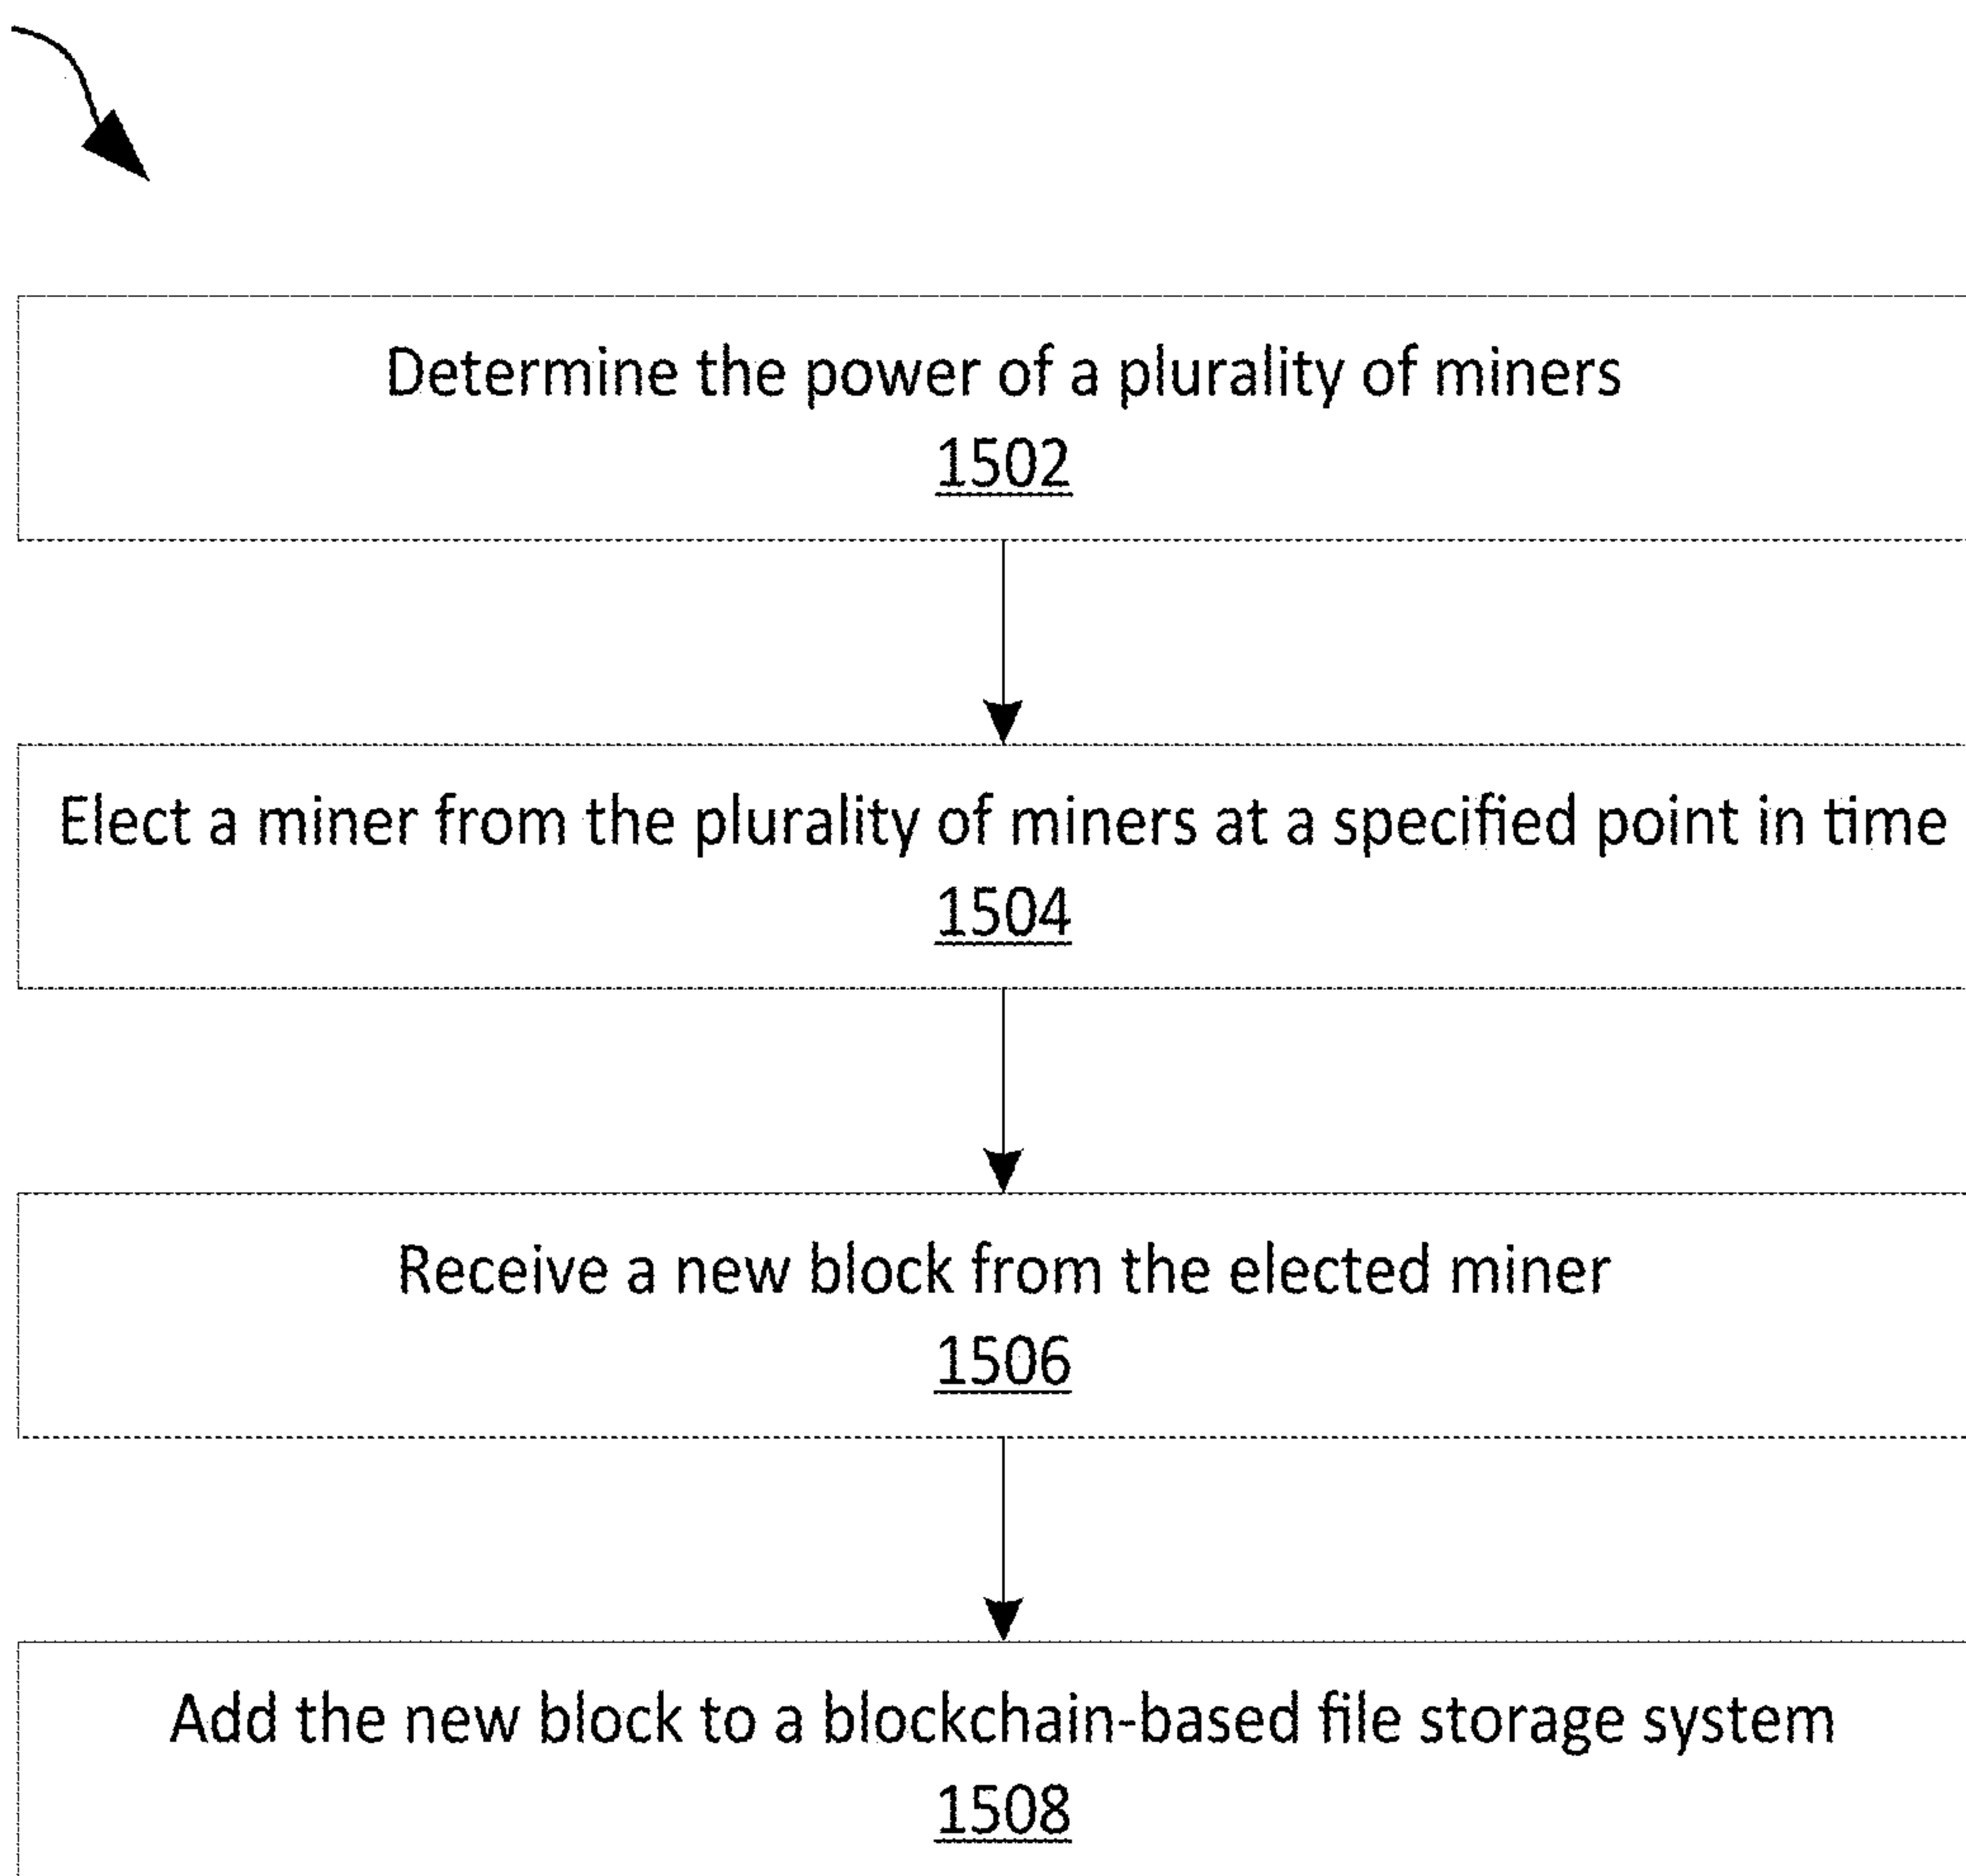 Determine the power of a plurality of miners
1502
Elect a miner from the plurality of miners at a specified point in time
1504
Receive a new block from the elected miner
1506
Add the new block to a blockchain-based file storage system
1508